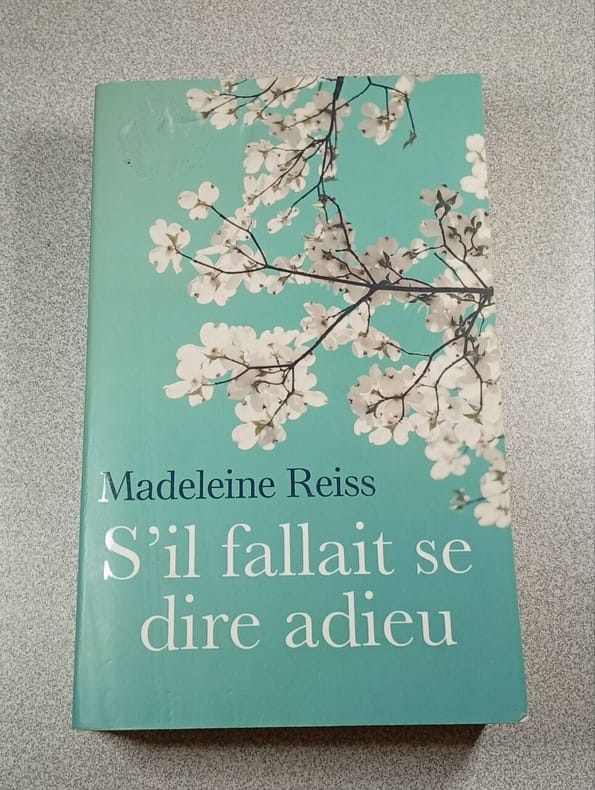 Madeleine Reiss
S'il fallait se
dire adieu